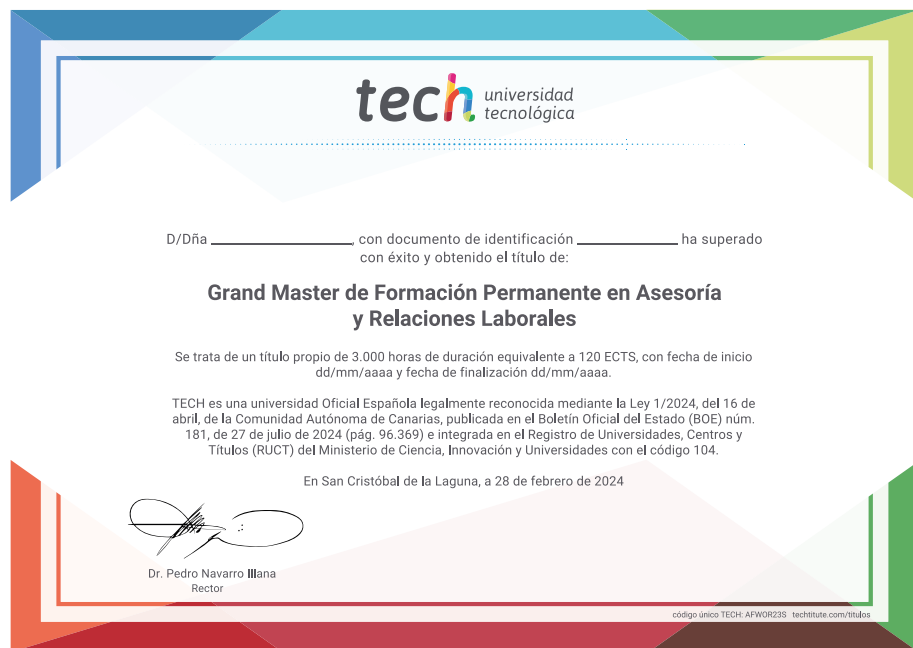 tech universidad
tecnológica
D/Dña ____________________, con documento de identificación ______________ ha superado
con éxito y obtenido el título de:
Grand Master de Formación Permanente en Asesoría
y Relaciones Laborales
Se trata de un título propio de 3.000 horas de duración equivalente a 120 ECTS, con fecha de inicio
dd/mm/aaaa y fecha de finalización dd/mm/aaaa.
TECH es una universidad Oficial Española legalmente reconocida mediante la Ley 1/2024, del 16 de
abril, de la Comunidad Autónoma de Canarias, publicada en el Boletín Oficial del Estado (BOE) núm.
181, de 27 de julio de 2024 (pág. 96.369) e integrada en el Registro de Universidades, Centros y
Títulos (RUCT) del Ministerio de Ciencia, Innovación y Universidades con el código 104.
En San Cristóbal de la Laguna, a 28 de febrero de 2024
Dr. Pedro Navarro Illana
Rector
código único TECH: AFWOR23S techtitute.com/titulos